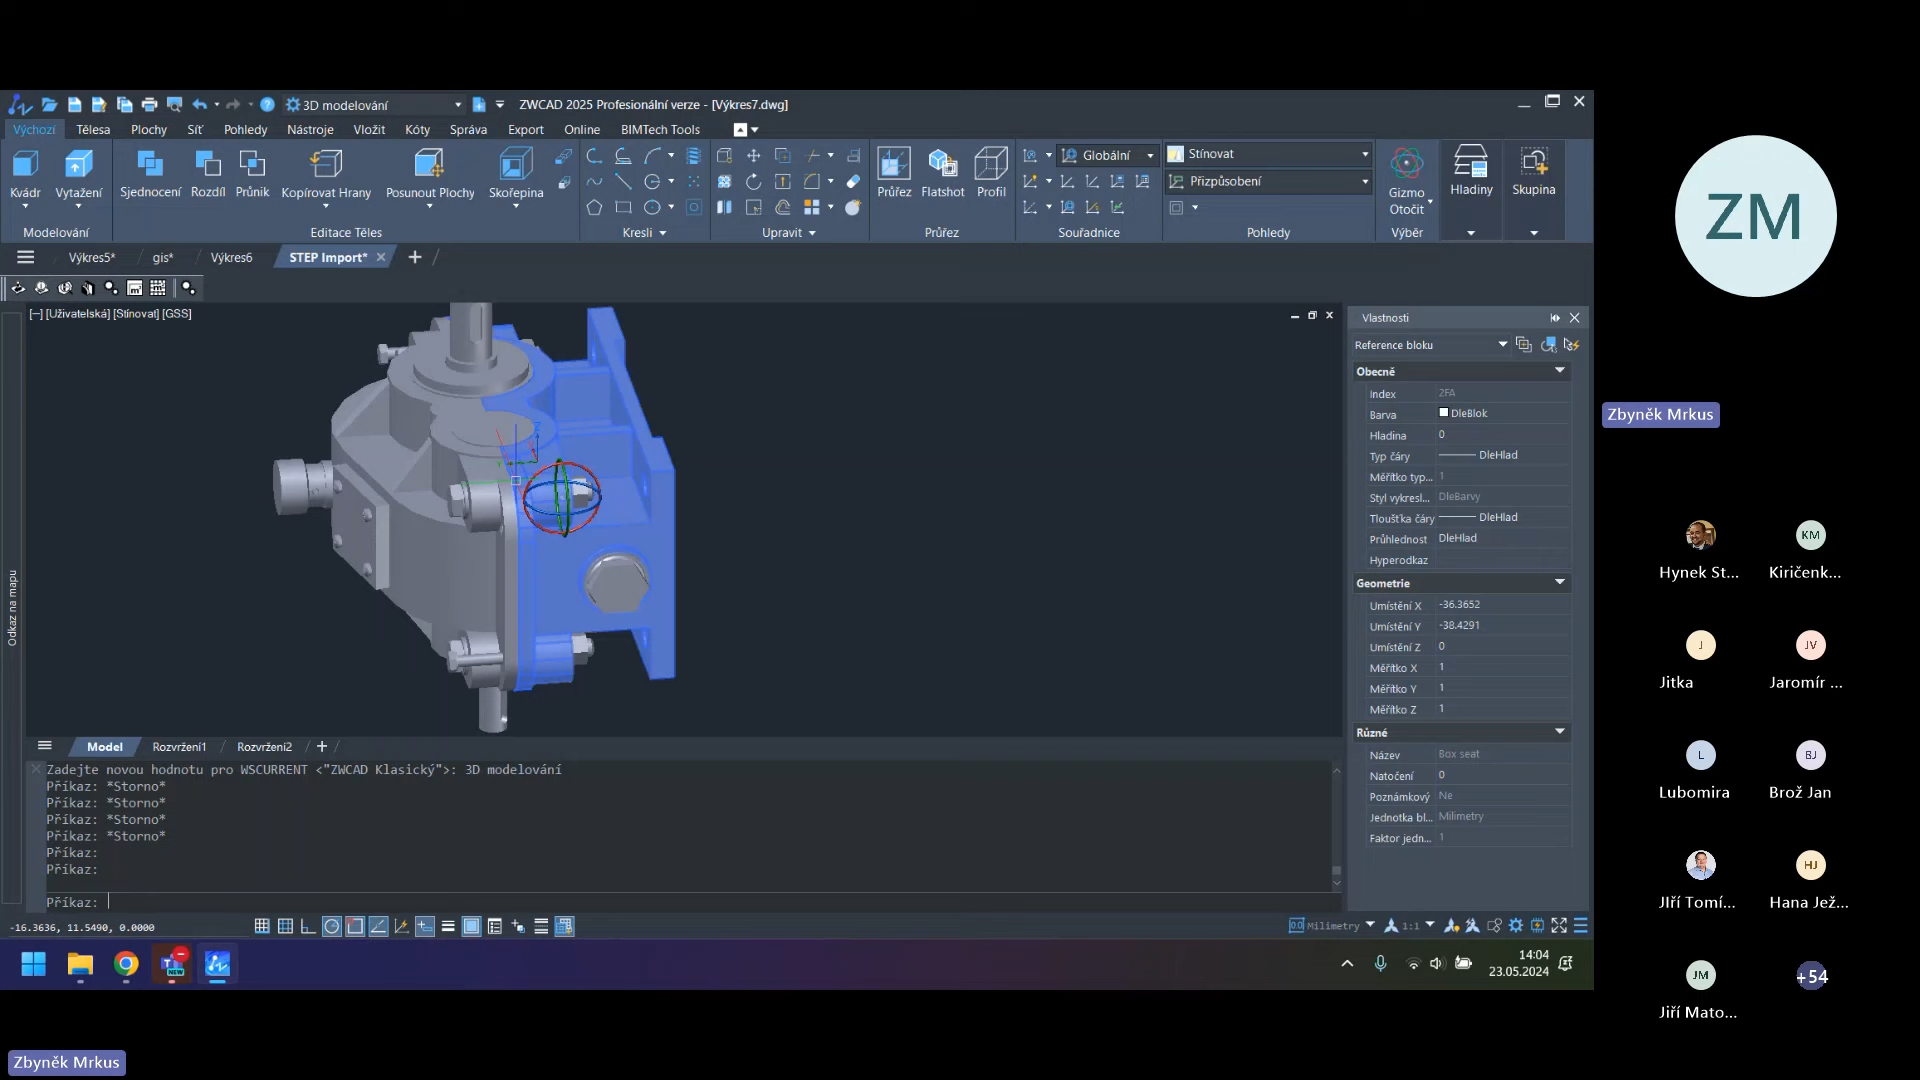 3D modelování
ZWCAD 2025 Profesionální verze - [Výkres7.dwg]
Výchozí
Tělesa
Plochy
Síť
Pohledy
Nástroje
Vložit
Kóty
Správa
Export
Online
BIMTech Tools
Kvádr
Vytažení
Modelování
Sjednocení
Rozdíl
Průnik
Kopírovat Hrany
Posunout Plochy
Skořepina
Editace Těles
Kresli
Upravit
Průřez
Flatshot
Profil
Průřez
Globální
Souřadnice
Stínovat
Přizpůsobení
Pohledy
Gizmo
Otočit
Výběr
Hladiny
Skupina
Výkres5*
gis*
Výkres6
STEP Import*
[—] [Uživatelská] [Stínovat] [GSS]
Odkaz na mapu
Vlastnosti
Reference bloku
Obecně
Index 2FA
Barva DleBlok
Hladina 0
Typ čáry DleHlad
Měřítko typ... 1
Styl vykresl... DleBarvy
Tloušťka čáry DleHlad
Průhlednost DleHlad
Hyperodkaz
Geometrie
Umístění X -36.3652
Umístění Y -38.4291
Umístění Z 0
Měřítko X 1
Měřítko Y 1
Měřítko Z 1
Různé
Název Box seat
Natočení 0
Poznámkový Ne
Jednotka bl... Milimetry
Faktor jedn... 1
Model
Rozvržení1
Rozvržení2
Zadejte novou hodnotu pro WSCURRENT <"ZWCAD Klasický">: 3D modelování
Příkaz: *Storno*
Příkaz: *Storno*
Příkaz: *Storno*
Příkaz: *Storno*
Příkaz:
Příkaz:
Příkaz:
-16.3636, 11.5490, 0.0000
Milimetry
1:1
NEW
14:04
23.05.2024
ZM
Zbyněk Mrkus
Hynek St...
KM
Kiričenk...
J
Jitka
JV
Jaromír ...
L
Lubomira
BJ
Brož Jan
JIří Tomí...
HJ
Hana Jež...
JM
Jiří Mato...
+54
Zbyněk Mrkus